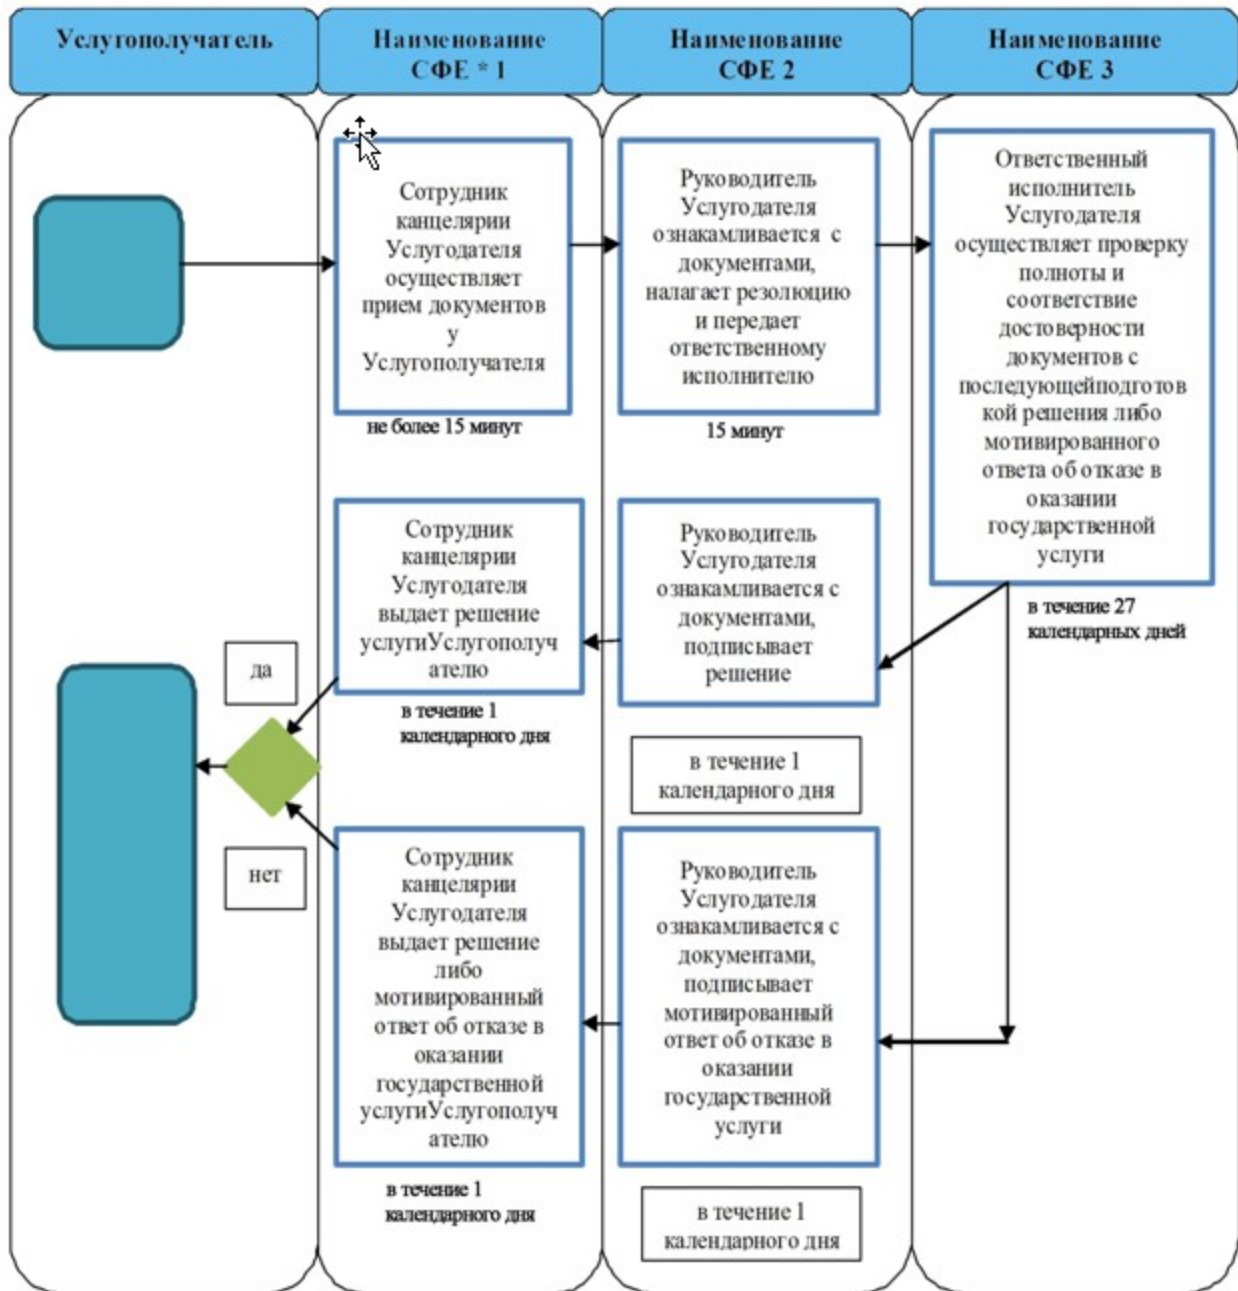 Услугополучатель
Наименование
СФЕ * 1
Наименование
СФЕ 2
Наименование
СФЕ 3
Сотрудник
канцелярии
Услугодателя
осуществляет
прием документов
у
Услугополучателя
не более 15 минут
Руководитель
Услугодателя
ознакамливается с
документами,
налагает резолюцию
и передает
ответственному
исполнителю
15 минут
Ответственный
исполнитель
Услугодателя
осуществляет проверку
полноты и
соответствие
достоверности
документов с
последующейподготов
кой решения либо
мотивированного
ответа об отказе в
оказании
государственной
услуги
в течение 27
календарных дней
Сотрудник
канцелярии
Услугодателя
выдает решение
услугиУслугополуч
ателю
в течение 1
календарного дня
Руководитель
Услугодателя
ознакамливается с
документами,
подписывает
решение
в течение 1
календарного дня
да
нет
Сотрудник
канцелярии
Услугодателя
выдает решение
либо
мотивированный
ответ об отказе в
оказании
государственной
услугиУслугополуч
ателю
в течение 1
календарного дня
Руководитель
Услугодателя
ознакамливается с
документами,
подписывает
мотивированный
ответ об отказе в
оказании
государственной
услуги
в течение 1
календарного дня